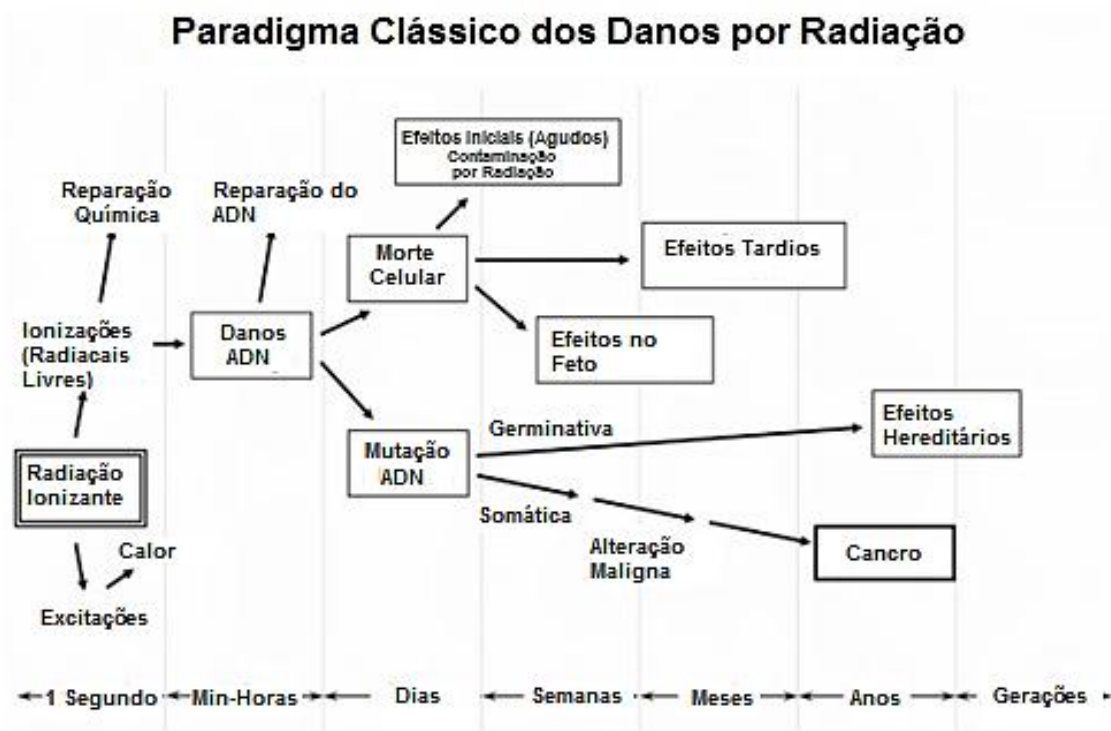 Paradigma Clássico dos Danos por Radiação
Efeitos Iniciais (Agudos)
Contaminação
por Radiação
Reparação
Química
Reparação do
ADN
Morte
Celular
Efeitos Tardios
Ionizações
(Radiacais
Livres)
Danos
ADN
Efeitos no
Feto
Efeitos
Hereditários
Germinativa
Mutação
ADN
Radiação
Ionizante
Somática
Alteração
Maligna
Cancro
Calor
Excitações
1 Segundo
Min-Horas
Dias
Semanas
Meses
Anos
Gerações